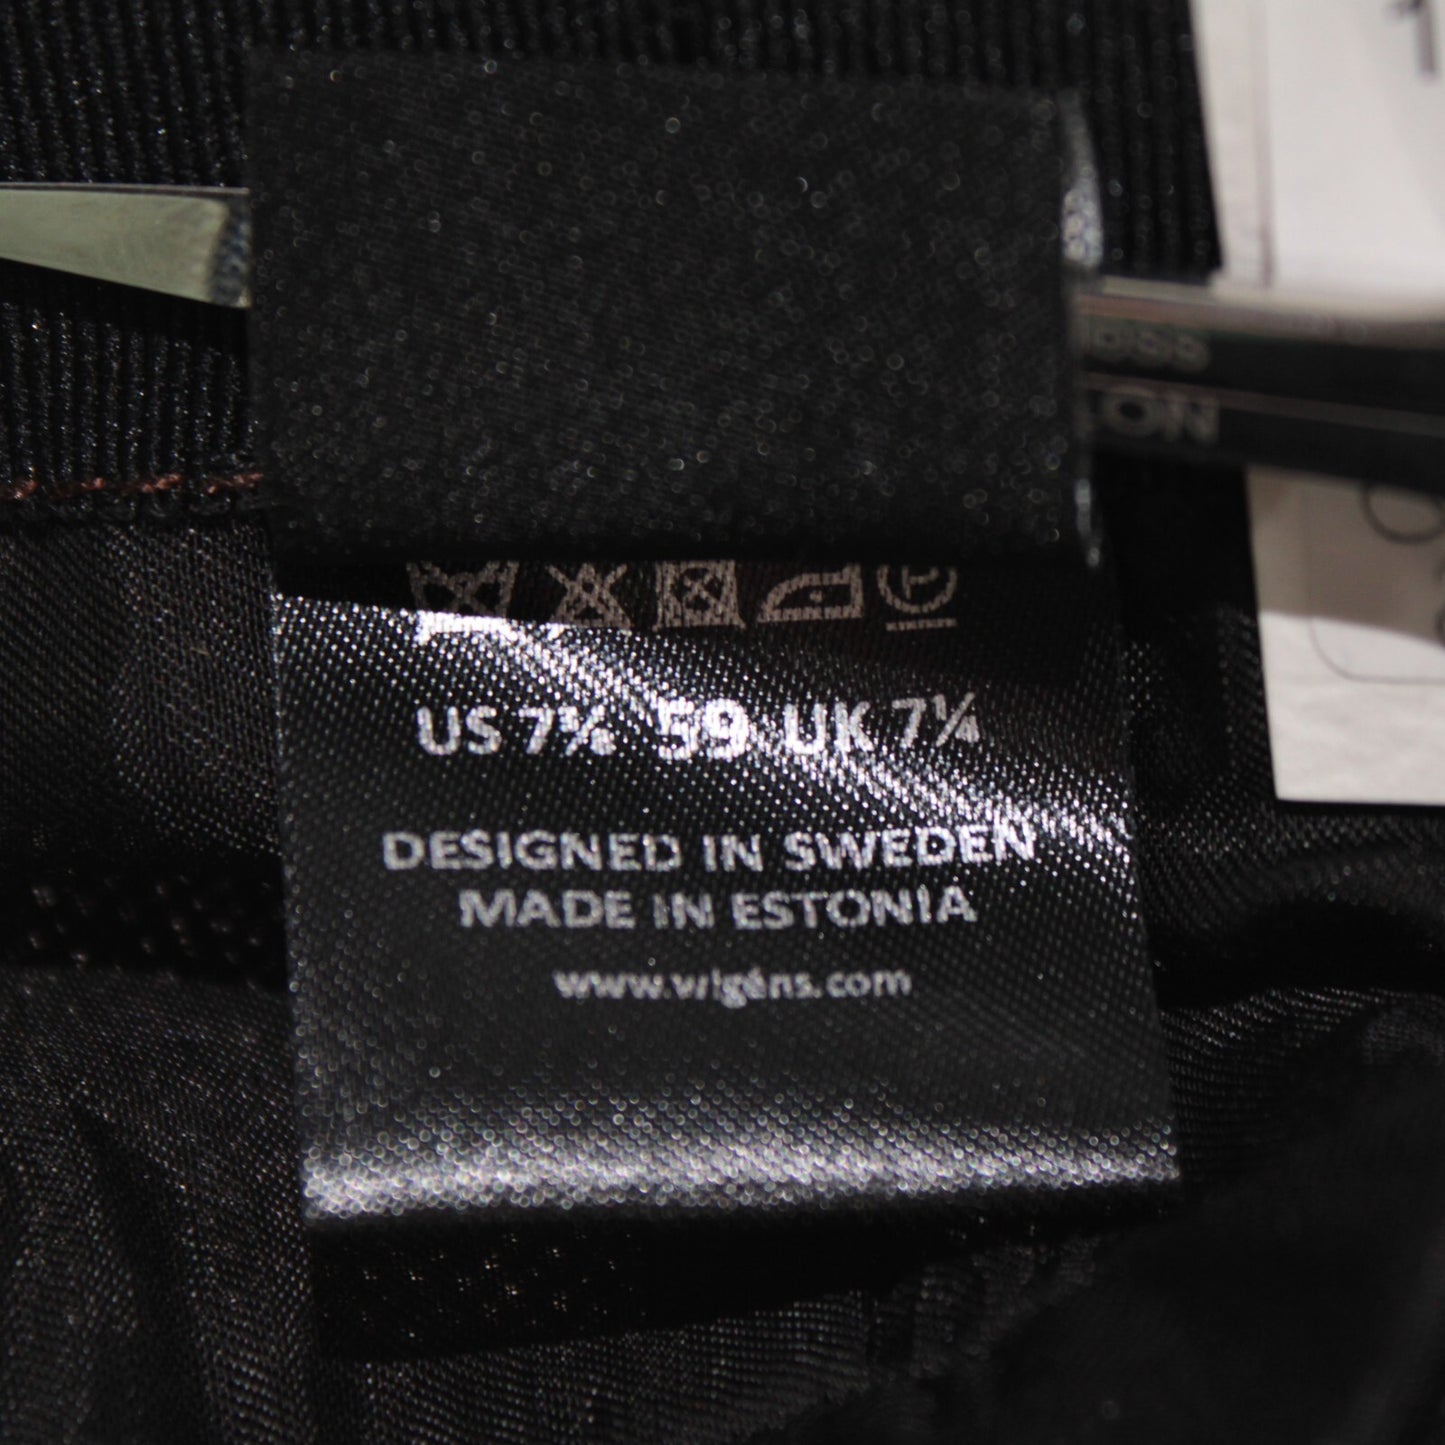 US 7⅜ 59 UK 7¼
DESIGNED IN SWEDEN
MADE IN ESTONIA
www.wigéns.com